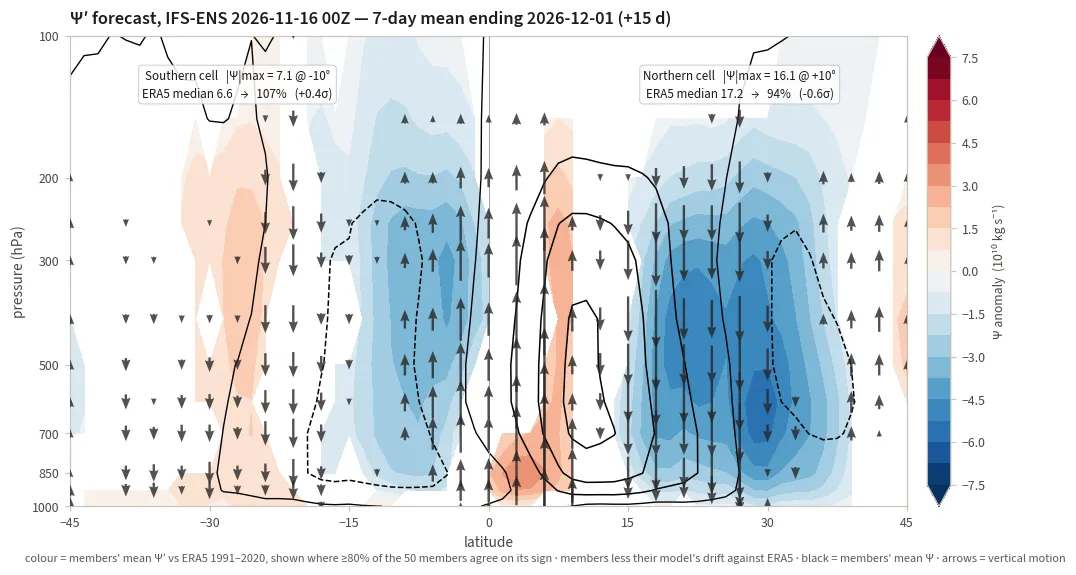 Ψ′ forecast, IFS-ENS 2026-11-16 00Z — 7-day mean ending 2026-12-01 (+15 d)
Southern cell |Ψ|max = 7.1 @ -10°
ERA5 median 6.6 → 107% (+0.4σ)
Northern cell |Ψ|max = 16.1 @ +10°
ERA5 median 17.2 → 94% (-0.6σ)
pressure (hPa)
100
200
300
400
500
700
850
1000
−45
−30
−15
0
15
30
45
latitude
7.5
6.0
4.5
3.0
1.5
0.0
−1.5
−3.0
−4.5
−6.0
−7.5
Ψ anomaly (10¹⁰ kg s⁻¹)
colour = members' mean Ψ′ vs ERA5 1991–2020, shown where ≥80% of the 50 members agree on its sign · members less their model's drift against ERA5 · black = members' mean Ψ · arrows = vertical motion